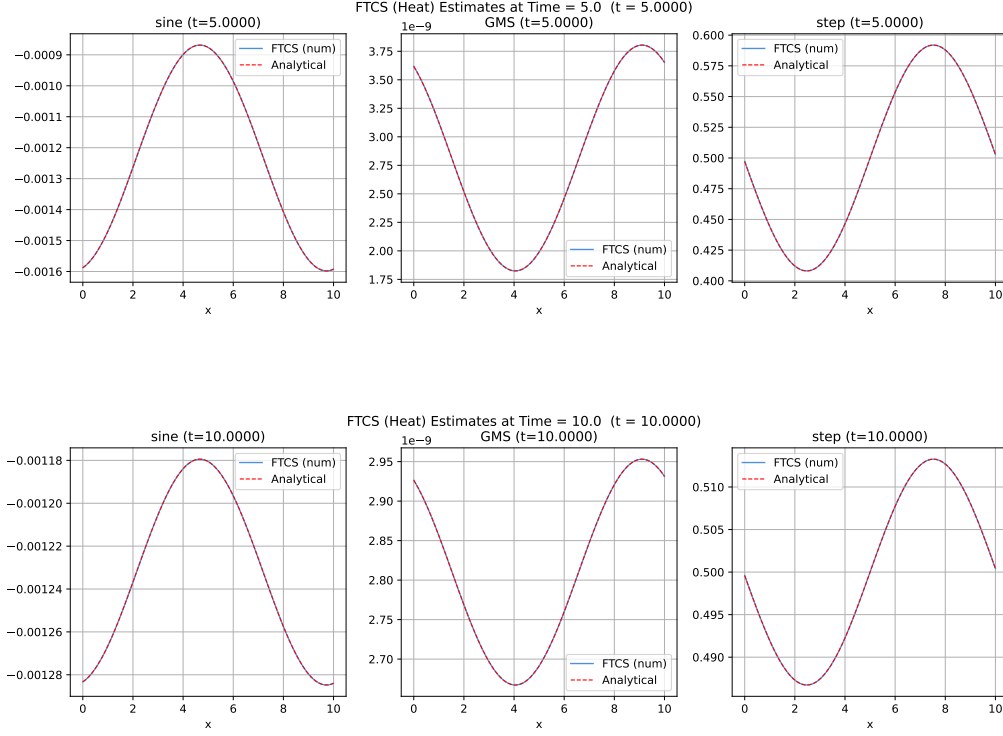 FTCS (Heat) Estimates at Time = 5.0  (t = 5.0000)
sine (t=5.0000)
−0.0009
−0.0010
−0.0011
−0.0012
−0.0013
−0.0014
−0.0015
−0.0016
0 2 4 6 8 10
x
FTCS (num)
Analytical
1e−9
GMS (t=5.0000)
3.75
3.50
3.25
3.00
2.75
2.50
2.25
2.00
1.75
0 2 4 6 8 10
x
FTCS (num)
Analytical
step (t=5.0000)
0.600
0.575
0.550
0.525
0.500
0.475
0.450
0.425
0.400
0 2 4 6 8 10
x
FTCS (num)
Analytical
FTCS (Heat) Estimates at Time = 10.0  (t = 10.0000)
sine (t=10.0000)
−0.00118
−0.00120
−0.00122
−0.00124
−0.00126
−0.00128
0 2 4 6 8 10
x
FTCS (num)
Analytical
1e−9
GMS (t=10.0000)
2.95
2.90
2.85
2.80
2.75
2.70
0 2 4 6 8 10
x
FTCS (num)
Analytical
step (t=10.0000)
0.510
0.505
0.500
0.495
0.490
0 2 4 6 8 10
x
FTCS (num)
Analytical